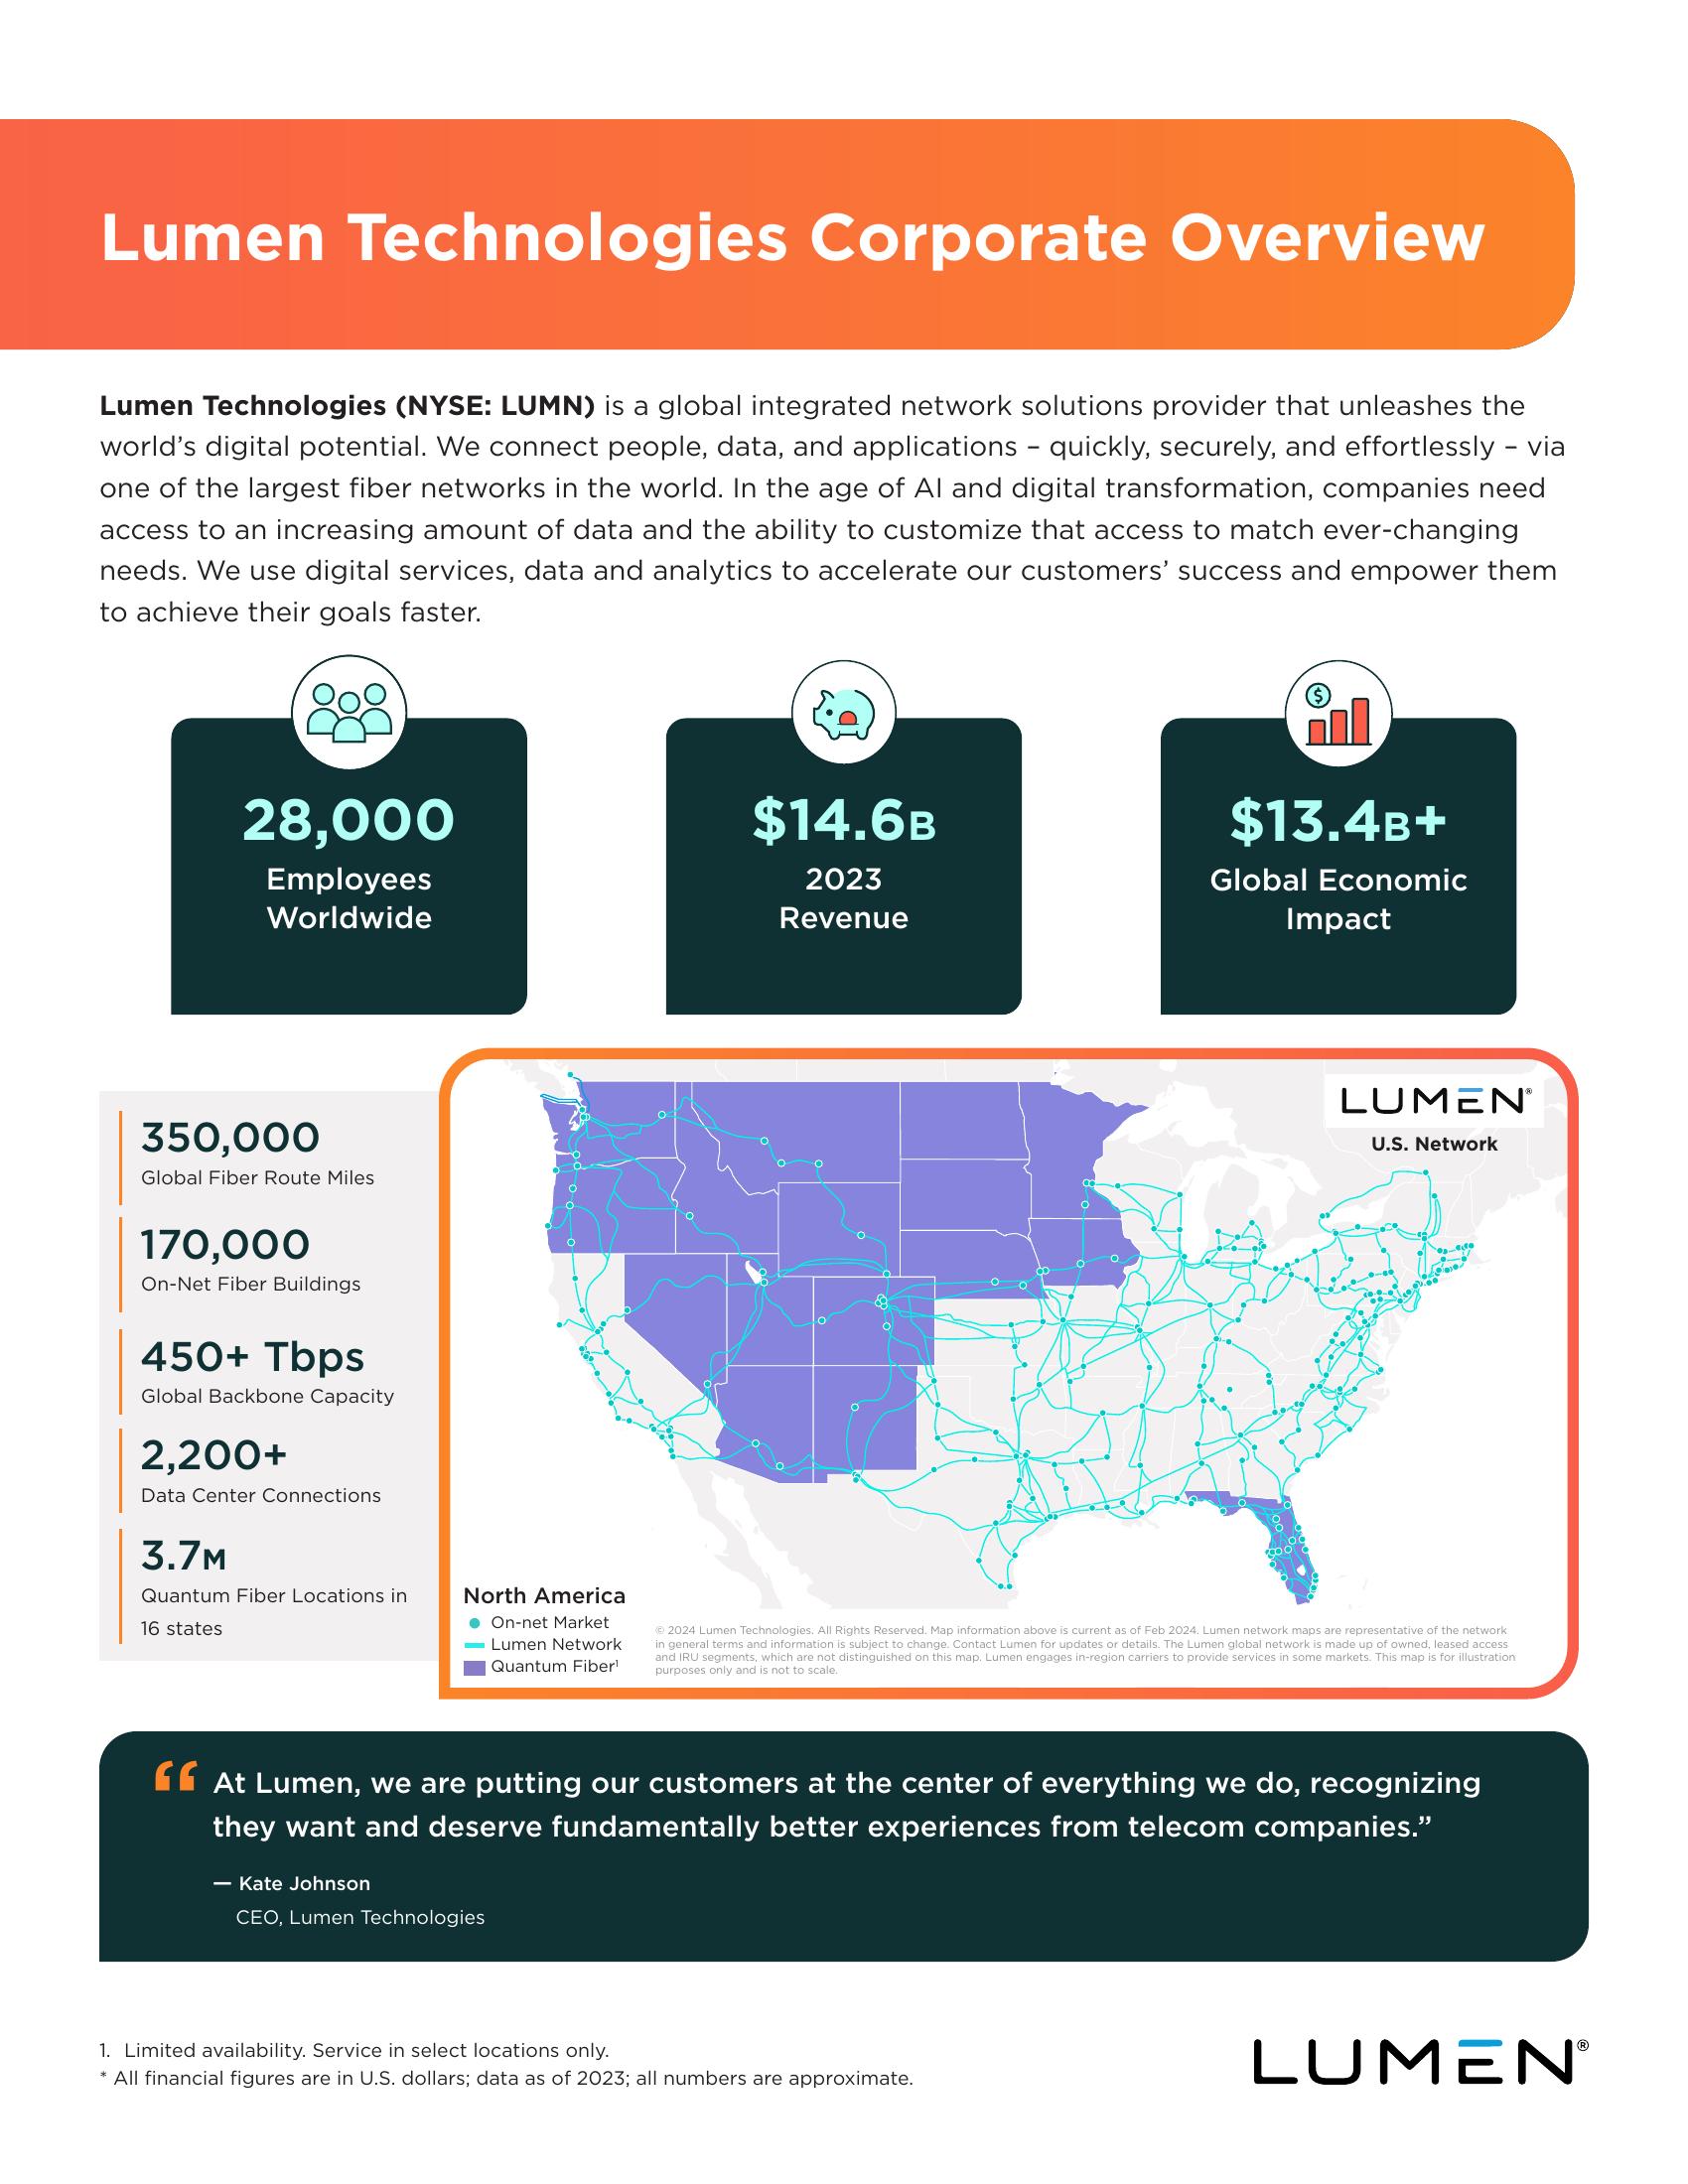 Lumen Technologies Corporate Overview
Lumen Technologies (NYSE: LUMN) is a global integrated network solutions provider that unleashes the
world’s digital potential. We connect people, data, and applications – quickly, securely, and effortlessly – via
one of the largest fiber networks in the world. In the age of AI and digital transformation, companies need
access to an increasing amount of data and the ability to customize that access to match ever-changing
needs. We use digital services, data and analytics to accelerate our customers’ success and empower them
to achieve their goals faster.
28,000
Employees
Worldwide
$14.6B
2023
Revenue
$13.4B+
Global Economic
Impact
350,000
Global Fiber Route Miles
170,000
On-Net Fiber Buildings
450+ Tbps
Global Backbone Capacity
2,200+
Data Center Connections
3.7M
Quantum Fiber Locations in
16 states
LUMEN®
U.S. Network
North America
On-net Market
Lumen Network
Quantum Fiber¹
© 2024 Lumen Technologies. All Rights Reserved. Map information above is current as of Feb 2024. Lumen network maps are representative of the network
in general terms and information is subject to change. Contact Lumen for updates or details. The Lumen global network is made up of owned, leased access
and IRU segments, which are not distinguished on this map. Lumen engages in-region carriers to provide services in some markets. This map is for illustration
purposes only and is not to scale.
“ At Lumen, we are putting our customers at the center of everything we do, recognizing
they want and deserve fundamentally better experiences from telecom companies.”
— Kate Johnson
CEO, Lumen Technologies
1. Limited availability. Service in select locations only.
* All financial figures are in U.S. dollars; data as of 2023; all numbers are approximate.
LUMEN®